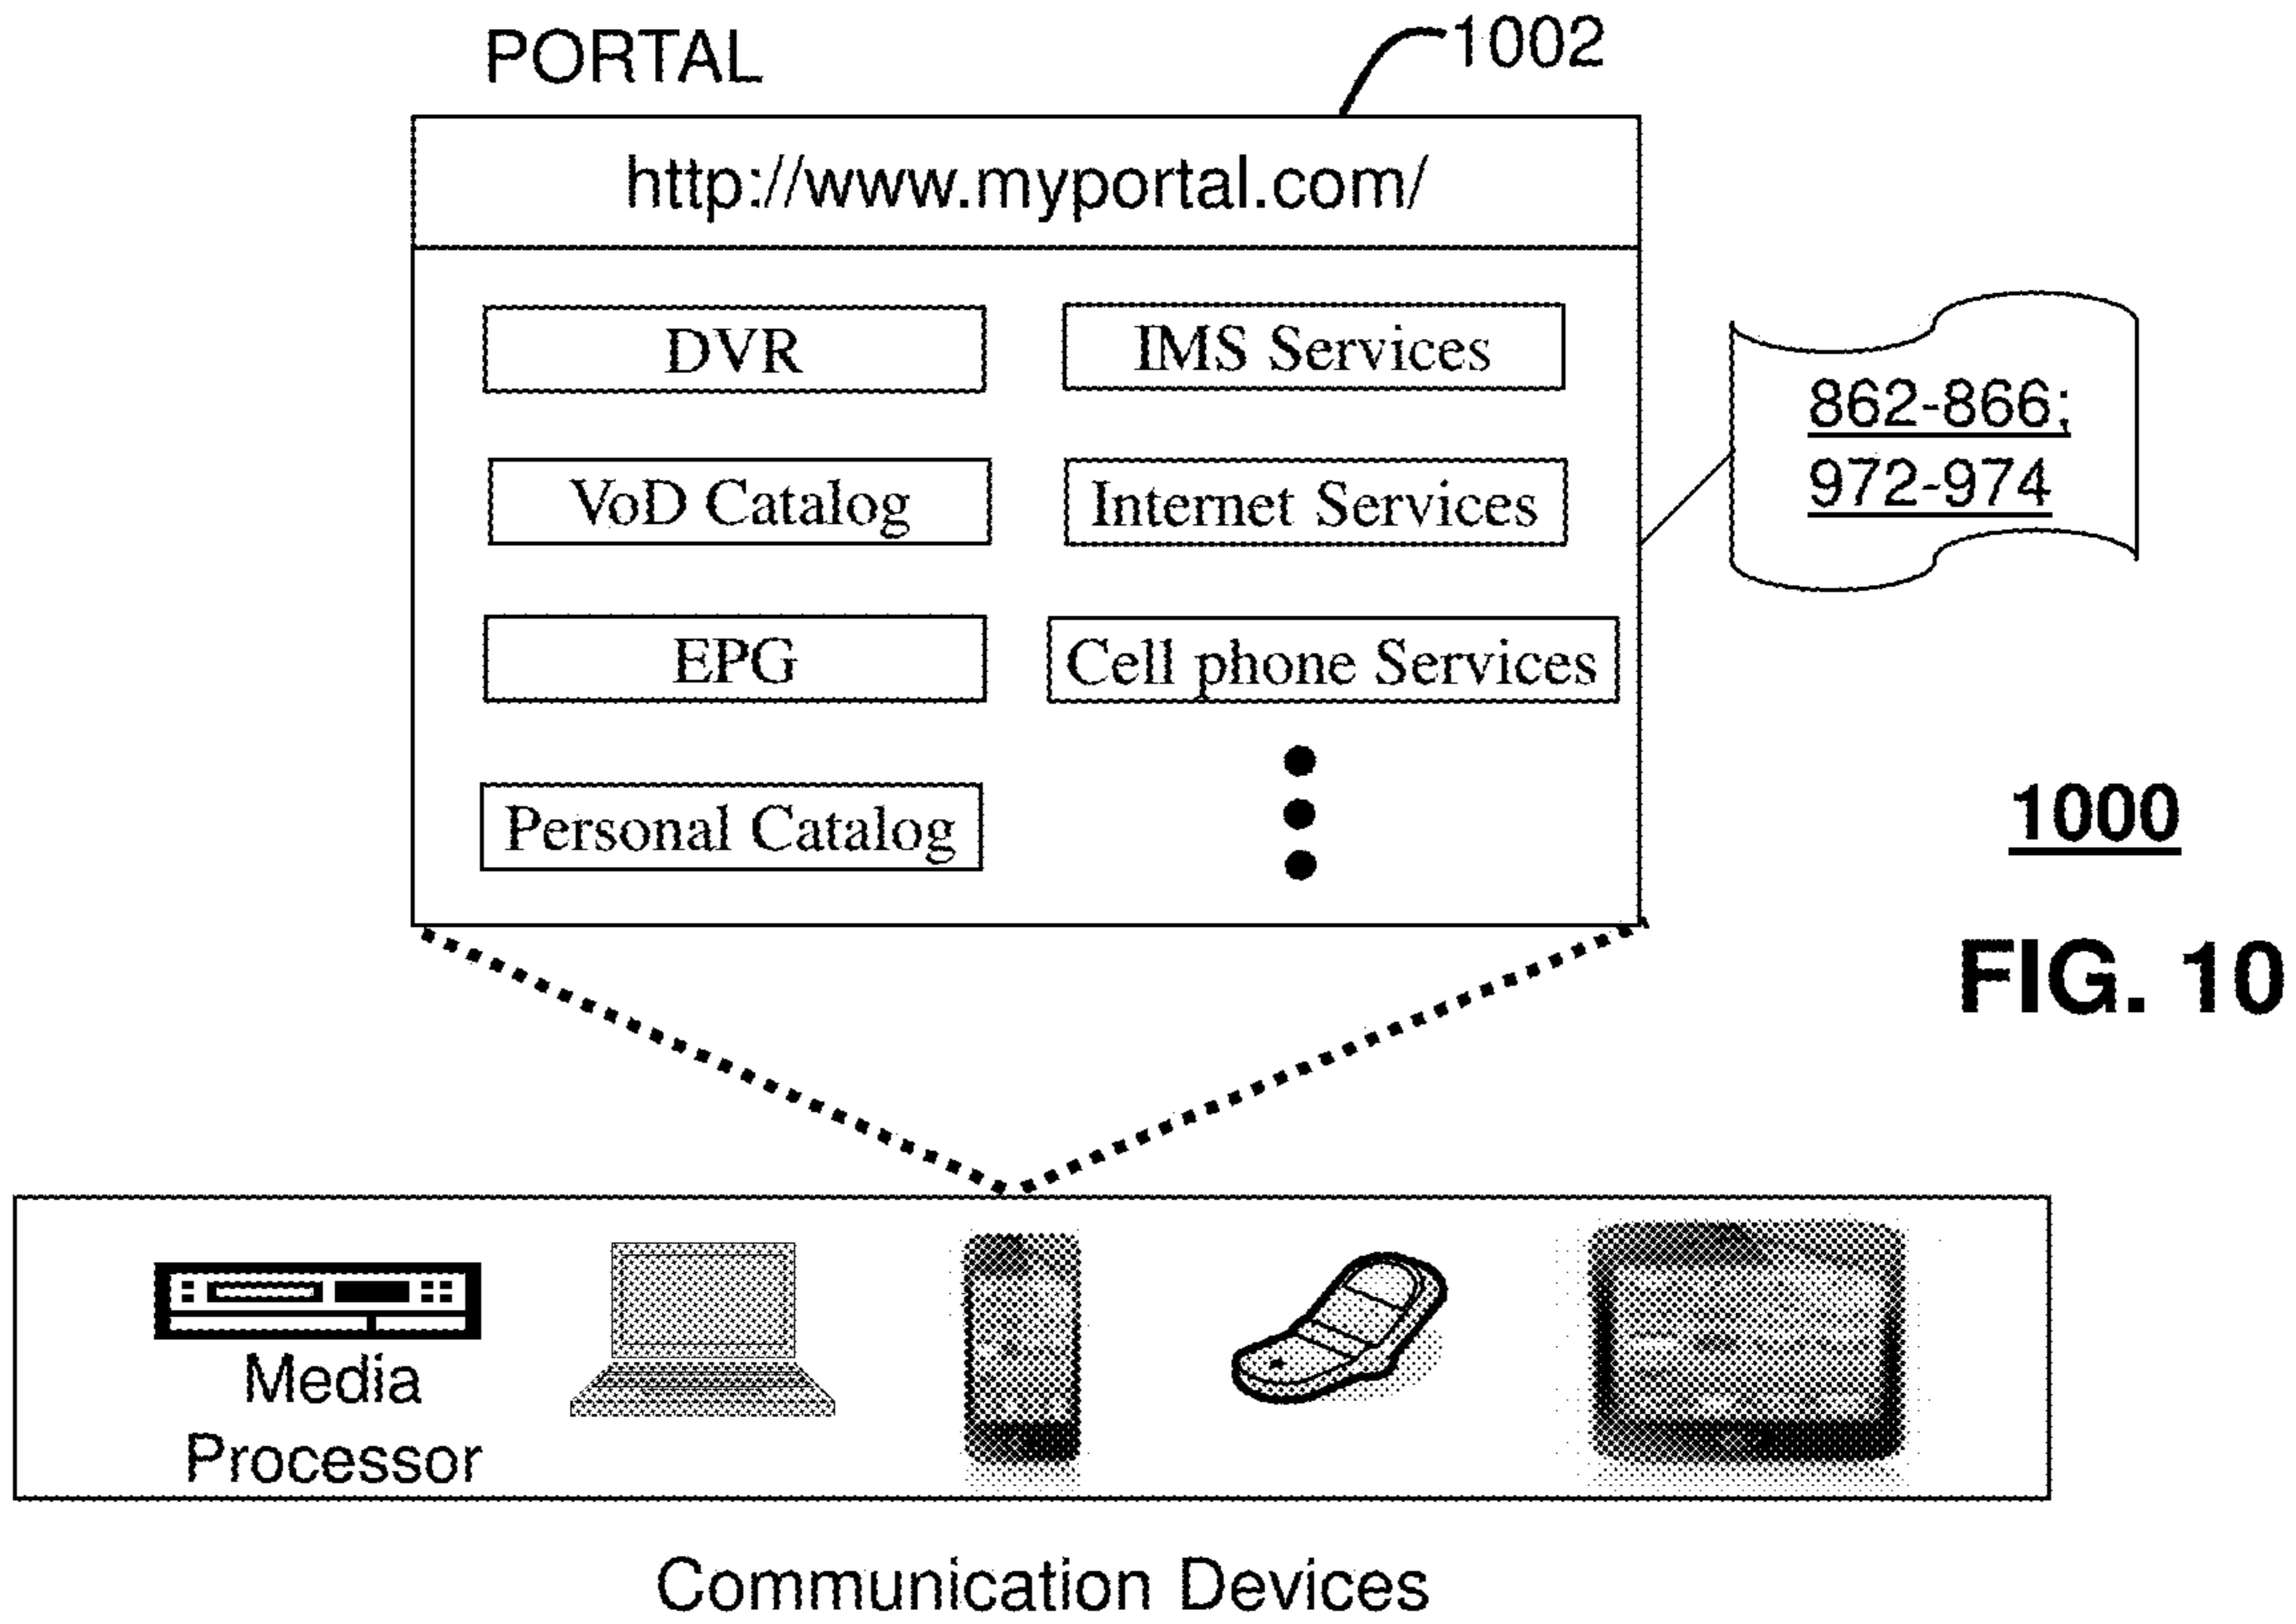 PORTAL
1002
http://www.myportal.com/
DVR
IMS Services
VoD Catalog
Internet Services
EPG
Cell phone Services
Personal Catalog
862-866;
972-974
1000
FIG. 10
Media
Processor
Communication Devices